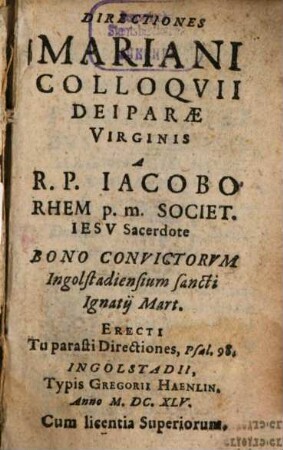 DIRECTIONES
MARIANI
COLLOQVII
DEIPARÆ
VIRGINIS
A
R. P. IACOBO
RHEM p. m. SOCIET.
IESV Sacerdote
BONO CONVICTORVM
Ingolstadiensium sancti
Ignatij Mart.
ERECTI
Tu parasti Directiones, Psal. 98.
INGOLSTADII,
Typis GREGORII HAENLIN,
Anno M. DC. XLV.
Cum licentia Superiorum.